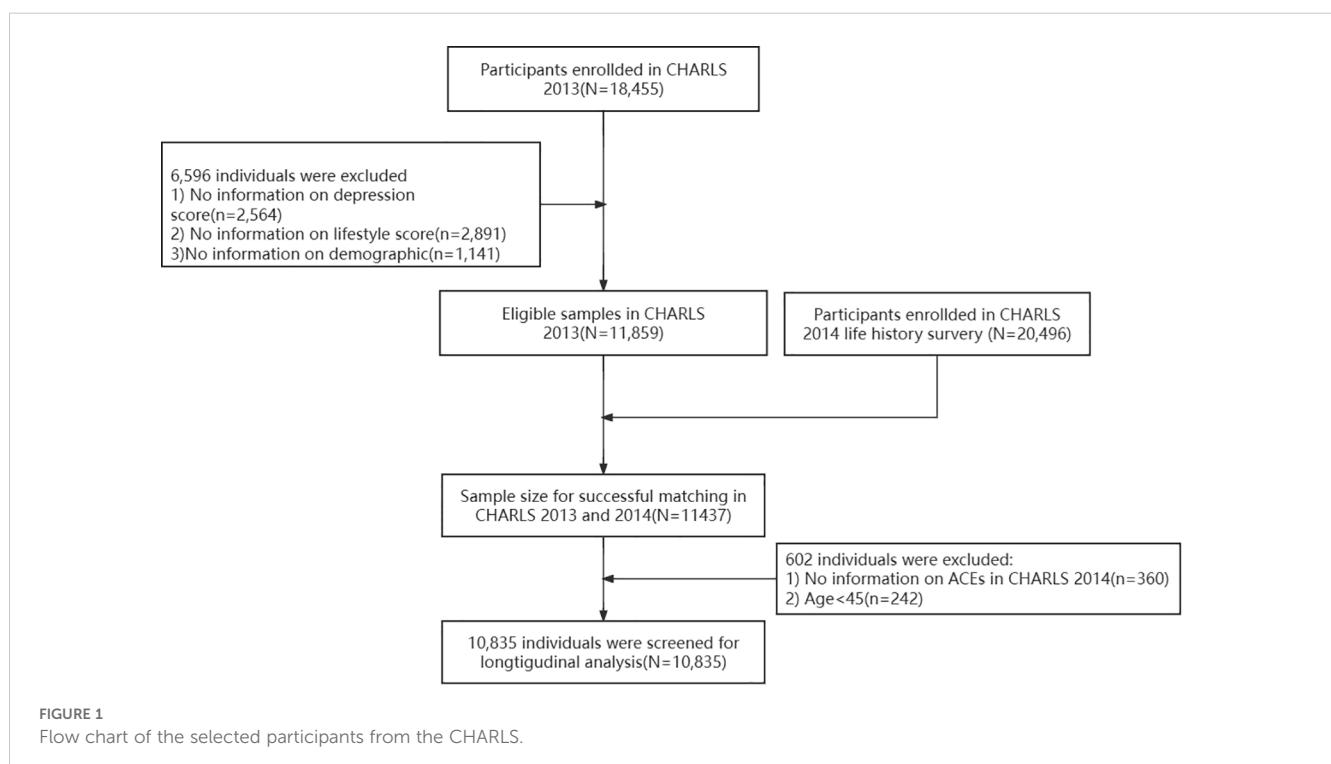 Participants enrollded in CHARLS
2013(N=18,455)
6,596 individuals were excluded
1) No information on depression
score(n=2,564)
2) No information on lifestyle score(n=2,891)
3)No information on demographic(n=1,141)
Eligible samples in CHARLS
2013(N=11,859)
Participants enrollded in CHARLS
2014 life history survery (N=20,496)
Sample size for successful matching in
CHARLS 2013 and 2014(N=11437)
602 individuals were excluded:
1) No information on ACEs in CHARLS 2014(n=360)
2) Age<45(n=242)
10,835 individuals were screened for
longtigudinal analysis(N=10,835)
FIGURE 1
Flow chart of the selected participants from the CHARLS.